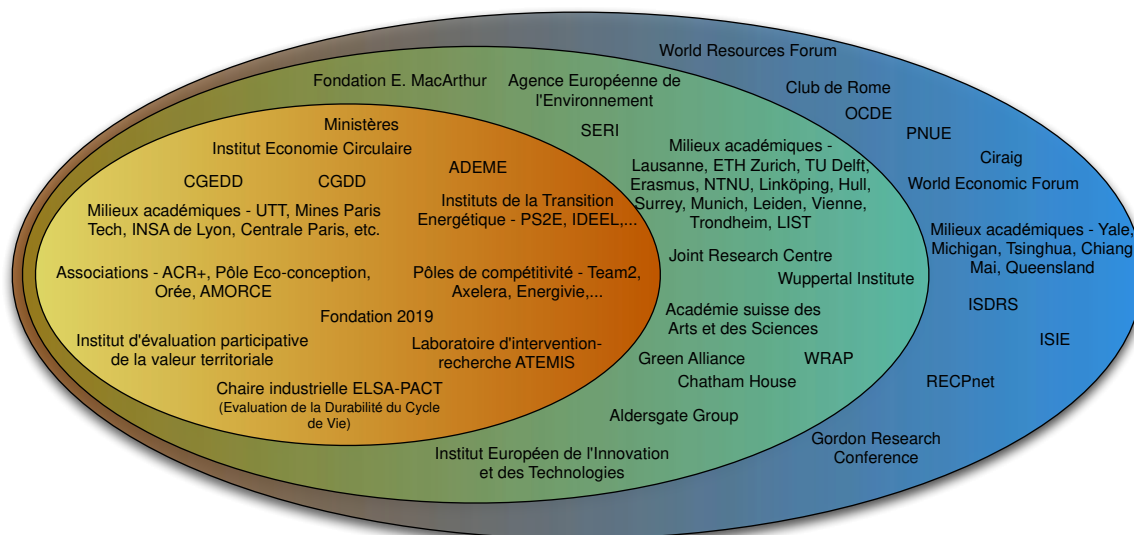 World Resources Forum
Fondation E. MacArthur
Agence Européenne de
l'Environnement
Club de Rome
OCDE
SERI
PNUE
Ministères
Institut Economie Circulaire
ADEME
Milieux académiques -
Lausanne, ETH Zurich, TU Delft,
Erasmus, NTNU, Linköping, Hull,
Surrey, Munich, Leiden, Vienne,
Trondheim, LIST
Ciraig
World Economic Forum
CGEDD
CGDD
Instituts de la Transition
Energétique - PS2E, IDEEL,...
Milieux académiques - UTT, Mines Paris
Tech, INSA de Lyon, Centrale Paris, etc.
Milieux académiques - Yale,
Michigan, Tsinghua, Chiang
Mai, Queensland
Joint Research Centre
Wuppertal Institute
Associations - ACR+, Pôle Eco-conception,
Orée, AMORCE
Pôles de compétitivité - Team2,
Axelera, Energivie,...
ISDRS
Fondation 2019
Académie suisse des
Arts et des Sciences
ISIE
Institut d'évaluation participative
de la valeur territoriale
Laboratoire d'intervention-
recherche ATEMIS
Green Alliance
WRAP
Chatham House
RECPnet
Chaire industrielle ELSA-PACT
(Evaluation de la Durabilité du Cycle
de Vie)
Aldersgate Group
Institut Européen de l'Innovation
et des Technologies
Gordon Research
Conference